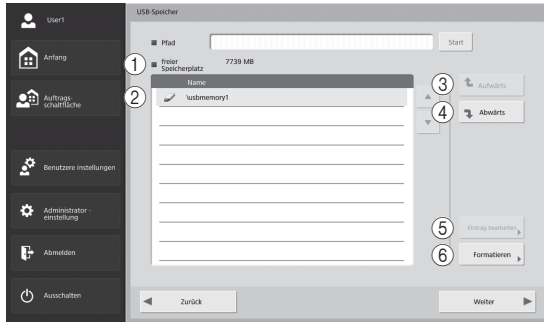 User1
USB-Speicher
Pfad
Start
Anfang
1
freier
Speicherplatz
7739 MB
Name
2
\usbmemory1
3
Aufwärts
4
Abwärts
Auftrags-
schaltfläche
Benutzere instellungen
Administrator -
einstellung
5
Eintrag bearbeiten
6
Formatieren
Abmelden
Ausschalten
Zurück
Weiter